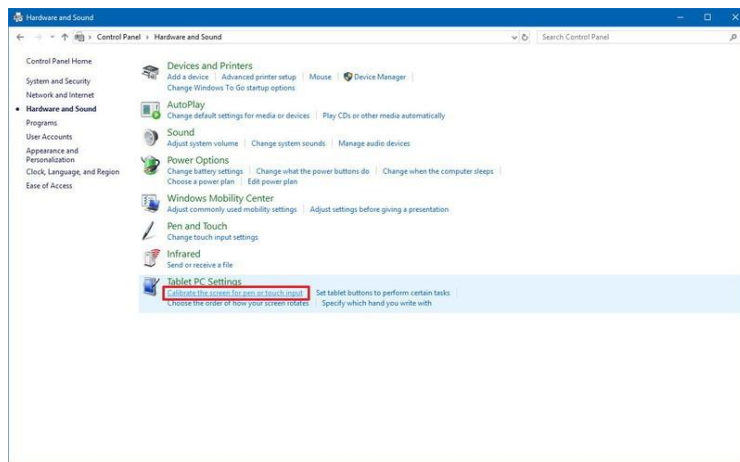 Hardware and Sound
Control Panel › Hardware and Sound
Search Control Panel
Control Panel Home
System and Security
Network and Internet
Hardware and Sound
Programs
User Accounts
Appearance and
Personalization
Clock, Language, and Region
Ease of Access
Devices and Printers
Add a device | Advanced printer setup | Mouse | Device Manager |
Change Windows To Go startup options
AutoPlay
Change default settings for media or devices | Play CDs or other media automatically
Sound
Adjust system volume | Change system sounds | Manage audio devices
Power Options
Change battery settings | Change what the power buttons do | Change when the computer sleeps |
Choose a power plan | Edit power plan
Windows Mobility Center
Adjust commonly used mobility settings | Adjust settings before giving a presentation
Pen and Touch
Change touch input settings
Infrared
Send or receive a file
Tablet PC Settings
Calibrate the screen for pen or touch input | Set tablet buttons to perform certain tasks |
Choose the order of how your screen rotates | Specify which hand you write with